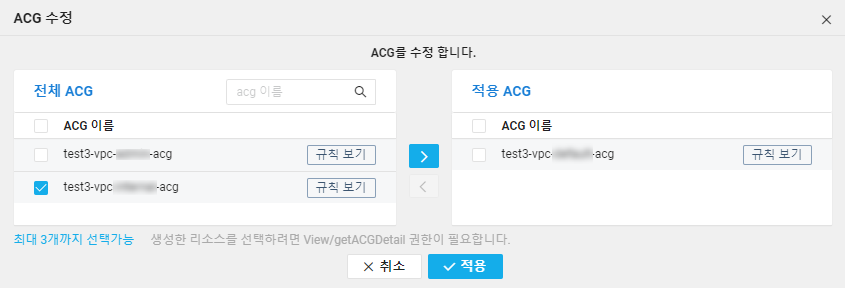 ACG 수정
ACG를 수정 합니다.
전체 ACG
acg 이름
ACG 이름
test3-vpc- -acg 규칙 보기
test3-vpc -acg 규칙 보기
적용 ACG
ACG 이름
test3-vpc- -acg 규칙 보기
최대 3개까지 선택가능 생성한 리소스를 선택하려면 View/getACGDetail 권한이 필요합니다.
취소 적용